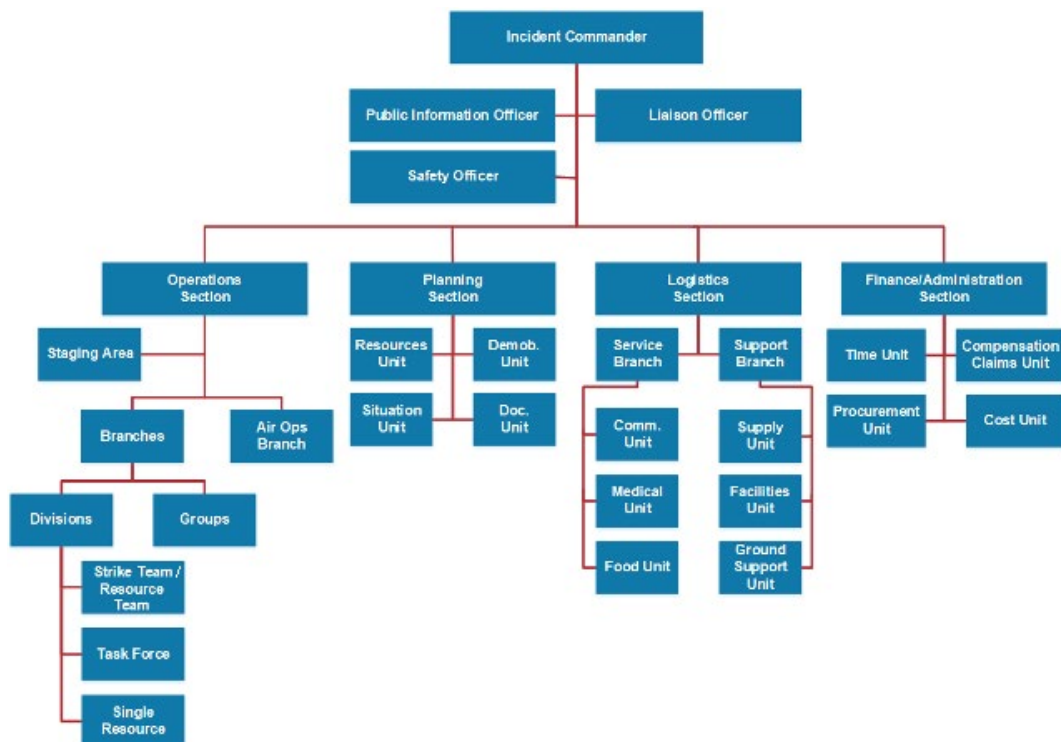 Incident Commander
Public Information Officer
Liaison Officer
Safety Officer
Operations
Section
Planning
Section
Logistics
Section
Finance/Administration
Section
Staging Area
Resources
Unit
Demob.
Unit
Service
Branch
Support
Branch
Time Unit
Compensation
Claims Unit
Situation
Unit
Doc.
Unit
Procurement
Unit
Cost Unit
Branches
Air Ops
Branch
Comm.
Unit
Supply
Unit
Divisions
Groups
Medical
Unit
Facilities
Unit
Strike Team /
Resource
Team
Food Unit
Ground
Support
Unit
Task Force
Single
Resource